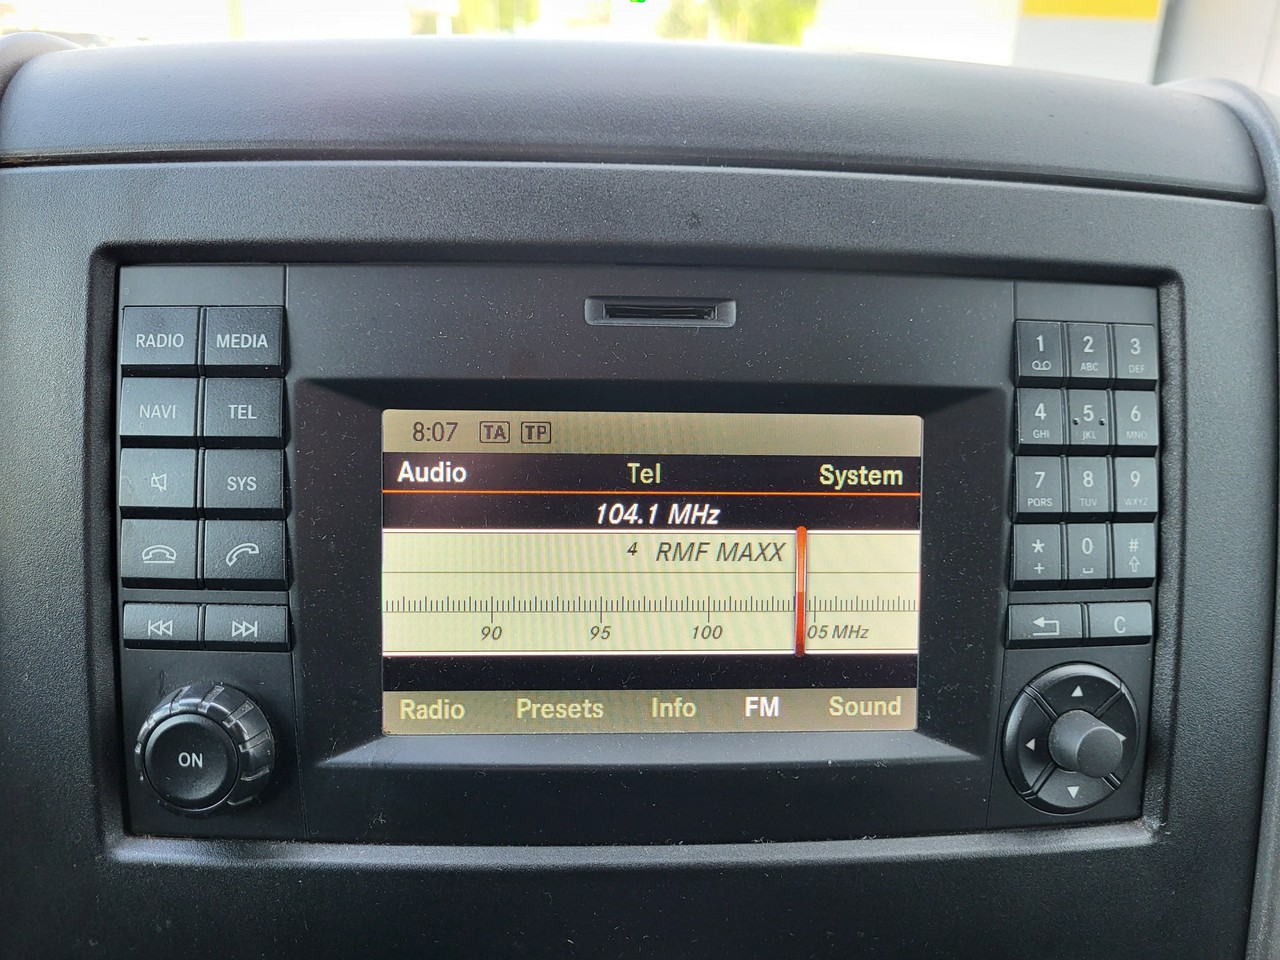 RADIO MEDIA
NAVI TEL
SYS
ON
8:07 TA TP
Audio Tel System
104.1 MHz
4 RMF MAXX
90 95 100 05 MHz
Radio Presets Info FM Sound
1 2 ABC 3 DEF
4 GHI 5 JKL 6 MNO
7 PQRS 8 TUV 9 WXYZ
* + 0 #
C